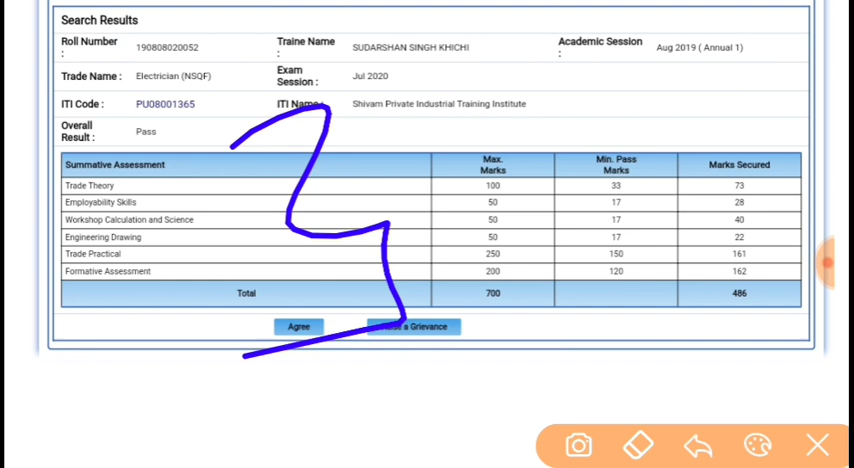 Search Results
Roll Number : 190808020052 Traine Name : SUDARSHAN SINGH KHICHI Academic Session : Aug 2019 ( Annual 1)
Trade Name : Electrician (NSQF) Exam Session : Jul 2020
ITI Code : PU08001365 ITI Name : Shivam Private Industrial Training Institute
Overall Result : Pass
Summative Assessment Max. Marks Min. Pass Marks Marks Secured
Trade Theory 100 33 73
Employability Skills 50 17 28
Workshop Calculation and Science 50 17 40
Engineering Drawing 50 17 22
Trade Practical 250 150 161
Formative Assessment 200 120 162
Total 700 486
Agree a Grievance